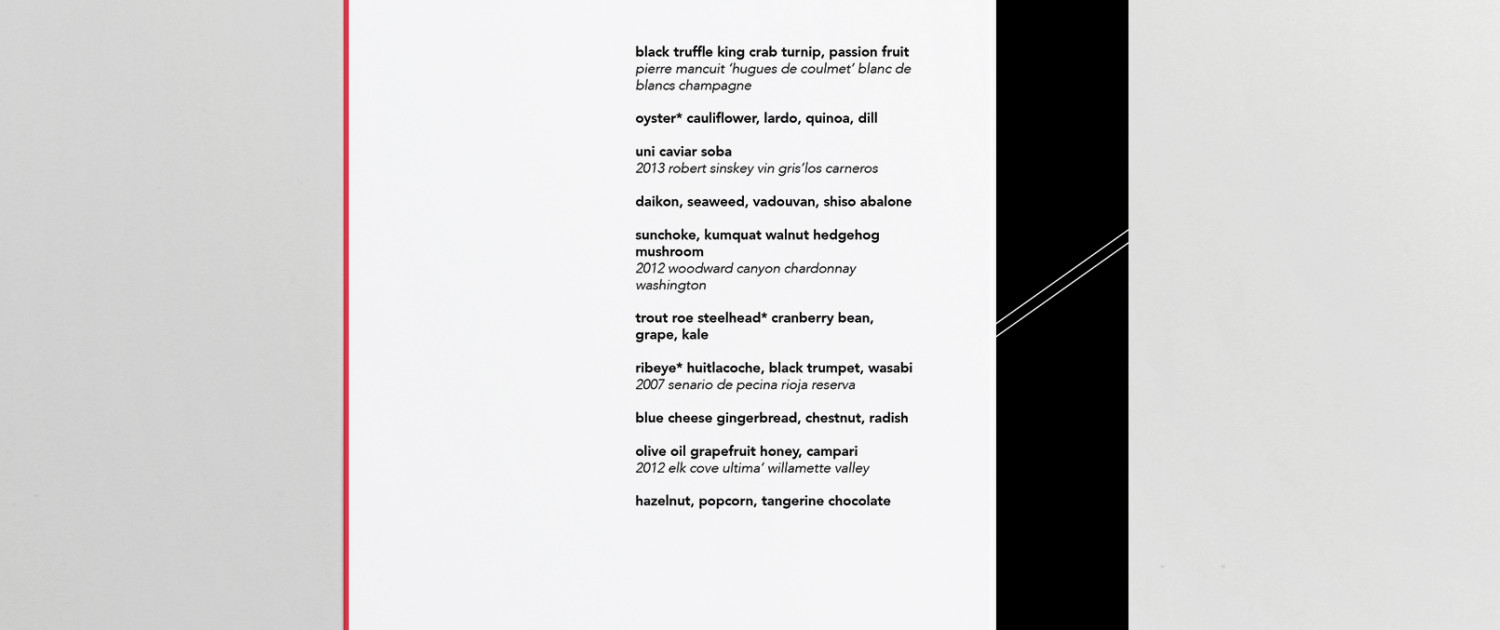 black truffle king crab turnip, passion fruit
pierre mancuit ‘hugues de coulmet’ blanc de
blancs champagne
oyster* cauliflower, lardo, quinoa, dill
uni caviar soba
2013 robert sinskey vin gris’los carneros
daikon, seaweed, vadouvan, shiso abalone
sunchoke, kumquat walnut hedgehog
mushroom
2012 woodward canyon chardonnay
washington
trout roe steelhead* cranberry bean,
grape, kale
ribeye* huitlacoche, black trumpet, wasabi
2007 senario de pecina rioja reserva
blue cheese gingerbread, chestnut, radish
olive oil grapefruit honey, campari
2012 elk cove ultima’ willamette valley
hazelnut, popcorn, tangerine chocolate